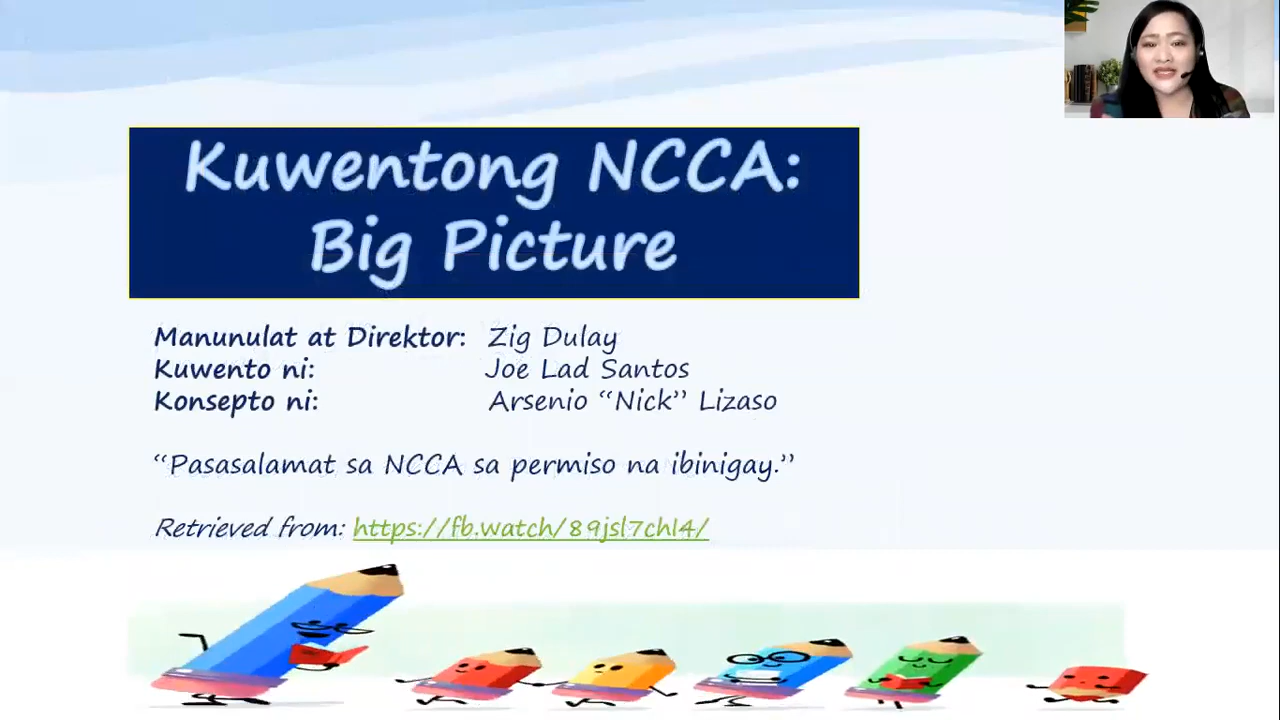 Kuwentong NCCA:
Big Picture
Manunulat at Direktor: Zig Dulay
Kuwento ni: Joe Lad Santos
Konsepto ni: Arsenio “Nick” Lizaso
“Pasasalamat sa NCCA sa permiso na ibinigay.”
Retrieved from: https://fb.watch/89jsl7chI4/